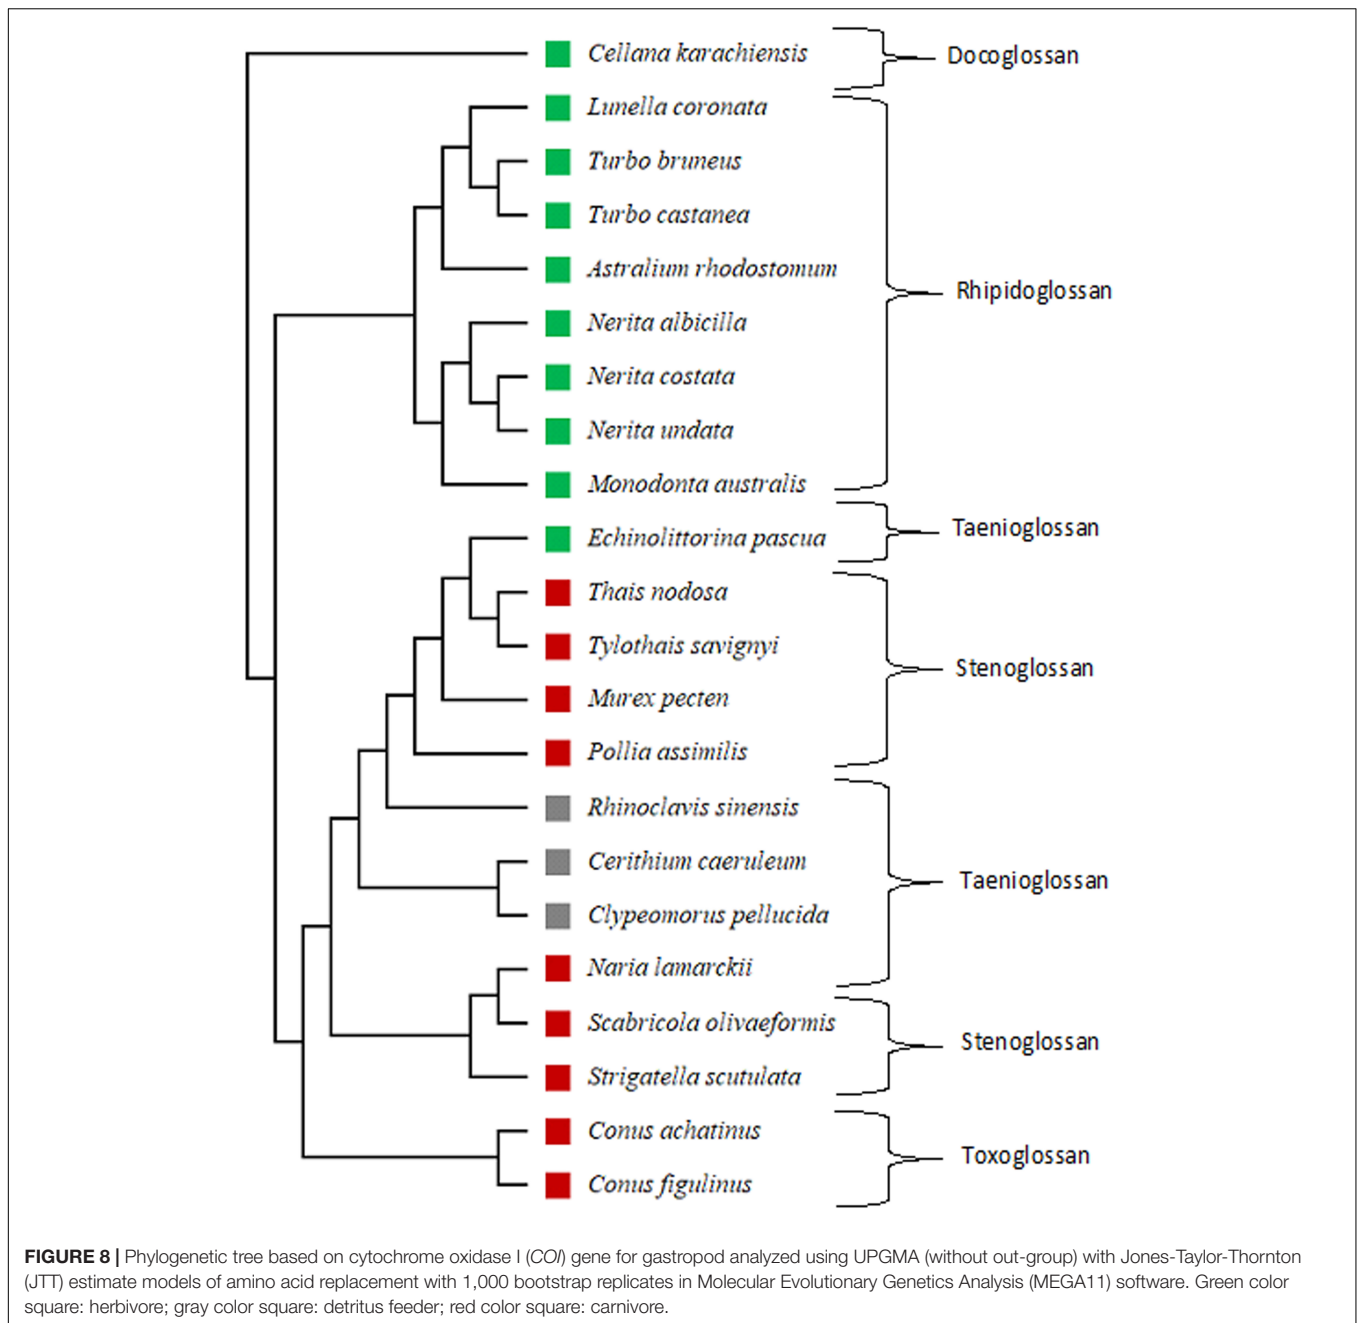 Cellana karachiensis
Docoglossan
Lunella coronata
Turbo bruneus
Turbo castanea
Astralium rhodostomum
Rhipidoglossan
Nerita albicilla
Nerita costata
Nerita undata
Monodonta australis
Echinolittorina pascua
Taenioglossan
Thais nodosa
Tylothais savignyi
Stenoglossan
Murex pecten
Pollia assimilis
Rhinoclavis sinensis
Cerithium caeruleum
Taenioglossan
Clypeomorus pellucida
Naria lamarckii
Scabricola olivaeformis
Stenoglossan
Strigatella scutulata
Conus achatinus
Toxoglossan
Conus figulinus
FIGURE 8 | Phylogenetic tree based on cytochrome oxidase I (COI) gene for gastropod analyzed using UPGMA (without out-group) with Jones-Taylor-Thornton
(JTT) estimate models of amino acid replacement with 1,000 bootstrap replicates in Molecular Evolutionary Genetics Analysis (MEGA11) software. Green color
square: herbivore; gray color square: detritus feeder; red color square: carnivore.